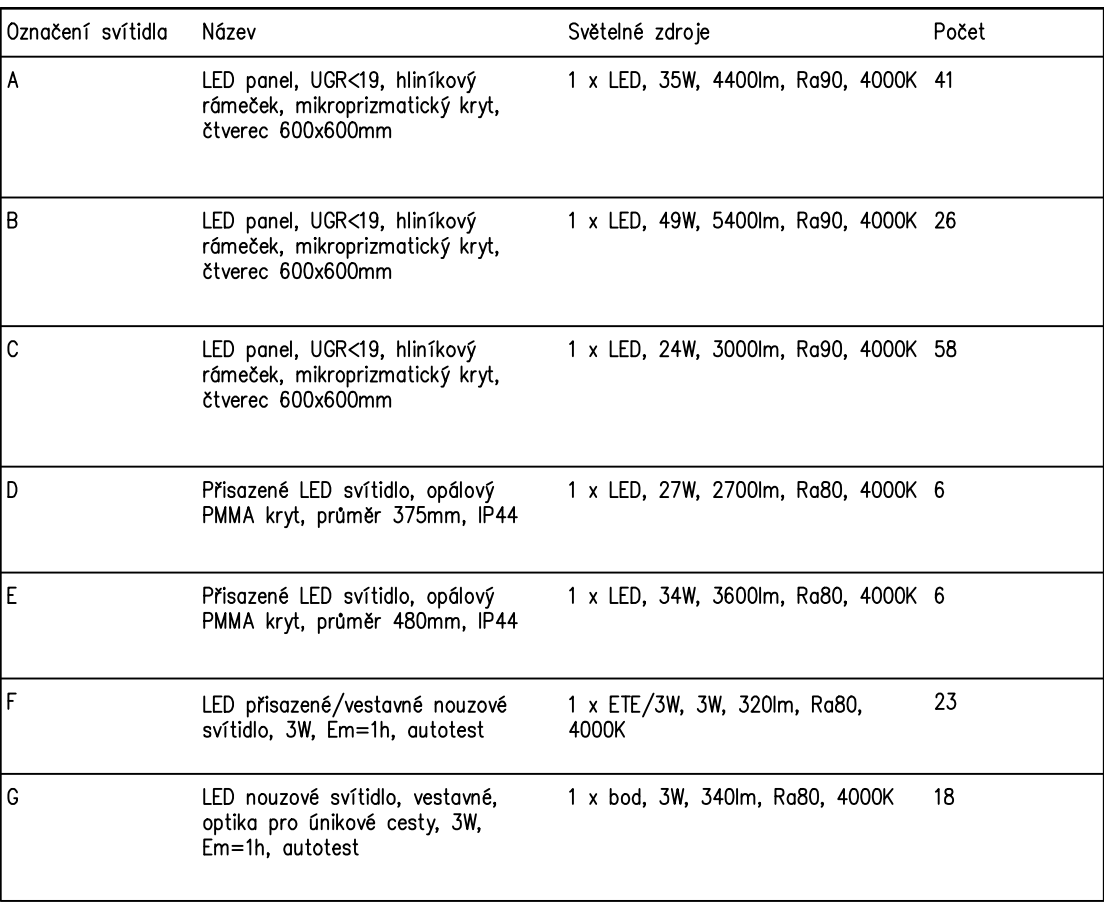 Označení svítidla Název Světelné zdroje Počet
A LED panel, UGR<19, hliníkový 1 x LED, 35W, 4400lm, Ra90, 4000K 41
rámeček, mikroprizmatický kryt,
čtverec 600x600mm
B LED panel, UGR<19, hliníkový 1 x LED, 49W, 5400lm, Ra90, 4000K 26
rámeček, mikroprizmatický kryt,
čtverec 600x600mm
C LED panel, UGR<19, hliníkový 1 x LED, 24W, 3000lm, Ra90, 4000K 58
rámeček, mikroprizmatický kryt,
čtverec 600x600mm
D Přisazené LED svítidlo, opálový 1 x LED, 27W, 2700lm, Ra80, 4000K 6
PMMA kryt, průměr 375mm, IP44
E Přisazené LED svítidlo, opálový 1 x LED, 34W, 3600lm, Ra80, 4000K 6
PMMA kryt, průměr 480mm, IP44
F LED přisazené/vestavné nouzové 1 x ETE/3W, 3W, 320lm, Ra80, 23
svítidlo, 3W, Em=1h, autotest 4000K
G LED nouzové svítidlo, vestavné, 1 x bod, 3W, 340lm, Ra80, 4000K 18
optika pro únikové cesty, 3W,
Em=1h, autotest